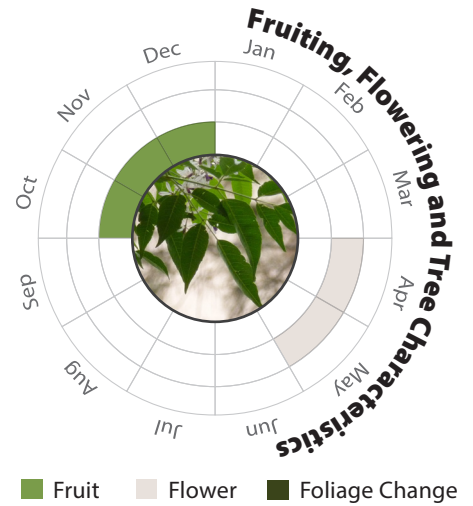 Fruiting, Flowering and Tree Characteristics
Jan
Feb
Mar
Apr
May
Jun
Jul
Aug
Sep
Oct
Nov
Dec
Fruit
Flower
Foliage Change